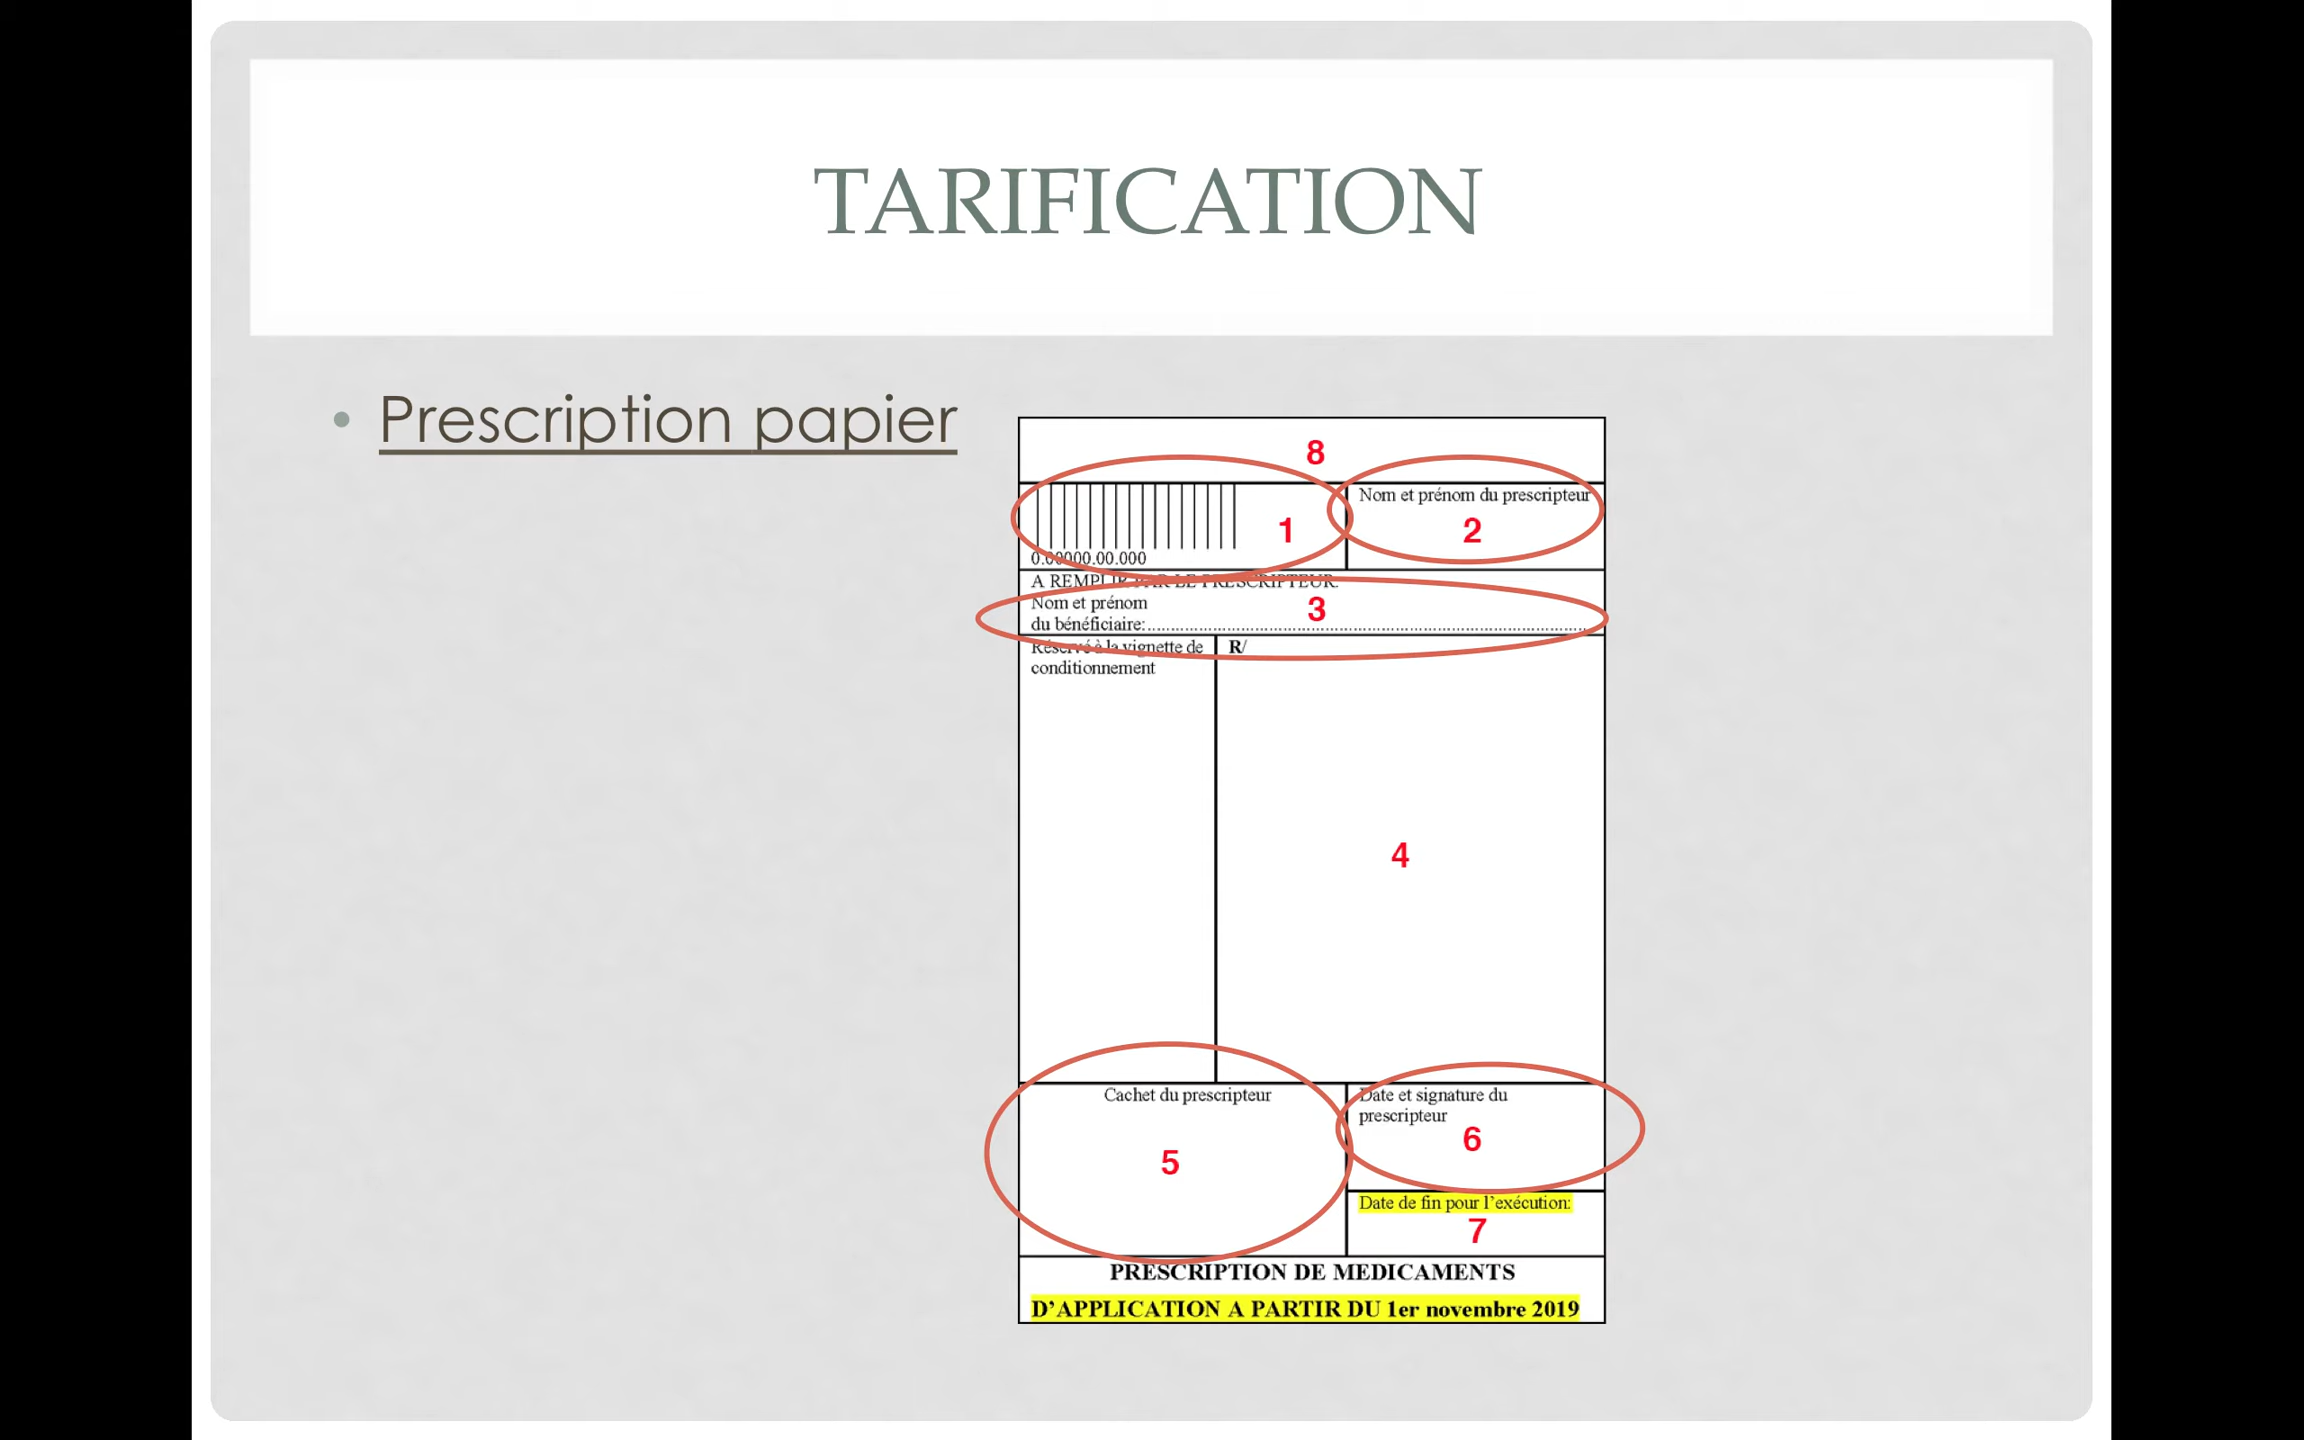 TARIFICATION
• Prescription papier
8
Nom et prénom du prescripteur
1
2
0.00000.00.000
A REMPLIR PAR LE PRESCRIPTEUR:
Nom et prénom
3
du bénéficiaire:
Réservé à la vignette de
conditionnement
R/
4
Cachet du prescripteur
5
Date et signature du
prescripteur
6
Date de fin pour l'exécution:
7
PRESCRIPTION DE MEDICAMENTS
D'APPLICATION A PARTIR DU 1er novembre 2019